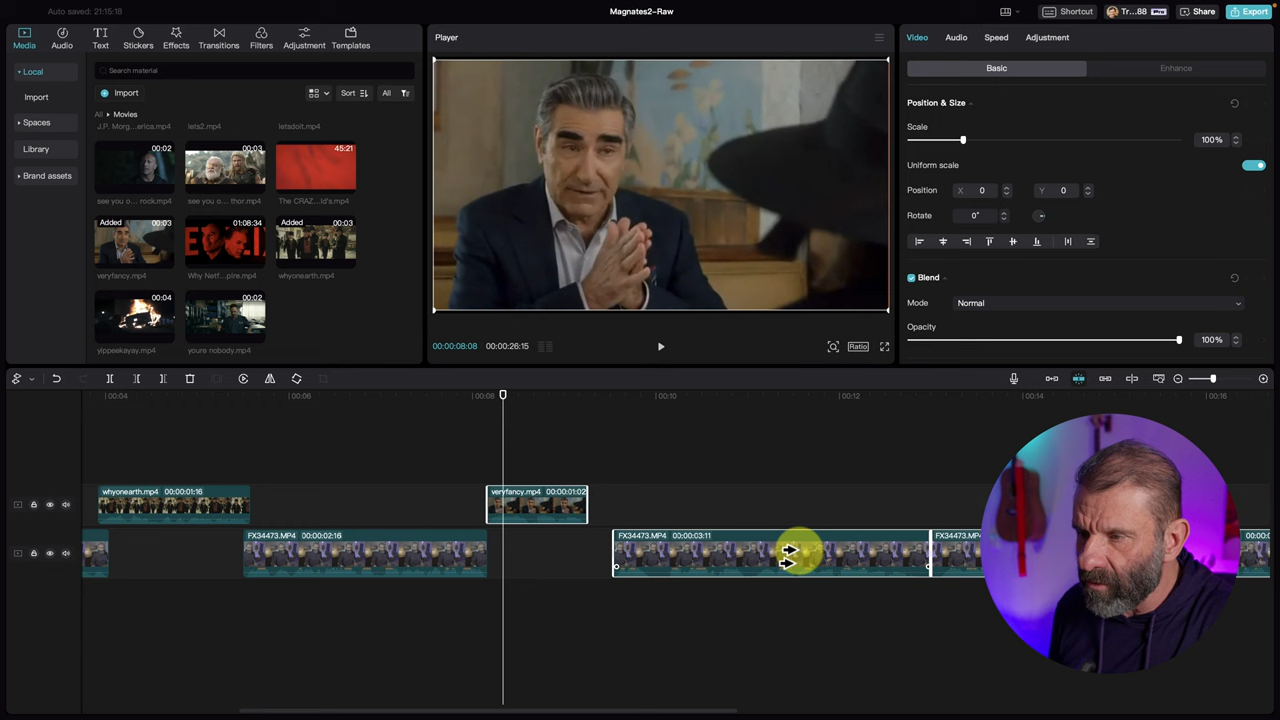 Auto saved: 21:15:18
Magnates2-Raw
Shortcut
Tr...88
Pro
Share
Export
Media
Audio
Text
Stickers
Effects
Transitions
Filters
Adjustment
Templates
Local
Import
Spaces
Library
Brand assets
Search material
Import
Sort
All
All
Movies
J.P. Morg...erica.mp4
lets2.mp4
letsdoit.mp4
00:02
see you o... rock.mp4
00:03
see you o... thor.mp4
45:21
The CRAZ...ld's.mp4
Added
00:03
veryfancy.mp4
01:08:34
Why Netf...pire.mp4
Added
00:03
whyonearth.mp4
00:04
yippeekayay.mp4
00:02
youre nobody.mp4
Player
00:00:08:08
00:00:26:15
Ratio
Video
Audio
Speed
Adjustment
Basic
Enhance
Position & Size
Scale
100%
Uniform scale
Position
X
0
Y
0
Rotate
0°
Blend
Mode
Normal
Opacity
100%
00:04
00:06
00:08
00:10
00:12
00:14
00:16
whyonearth.mp4
00:00:01:16
veryfancy.mp4
00:00:01:02
FX34473.MP4
00:00:02:16
FX34473.MP4
00:00:03:11
FX34473.MP4